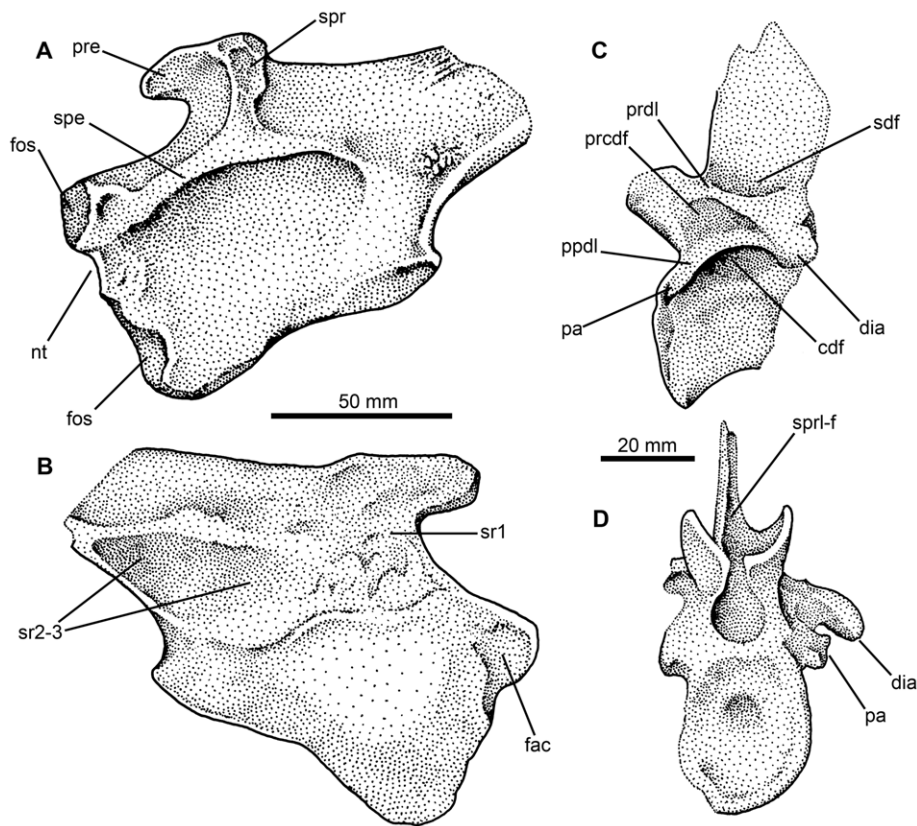 A
spr
pre
spe
fos
nt
fos
50 mm
B
sr1
sr2-3
fac
C
prdl
sdf
prcdf
ppdl
pa
dia
cdf
20 mm
sprl-f
D
dia
pa